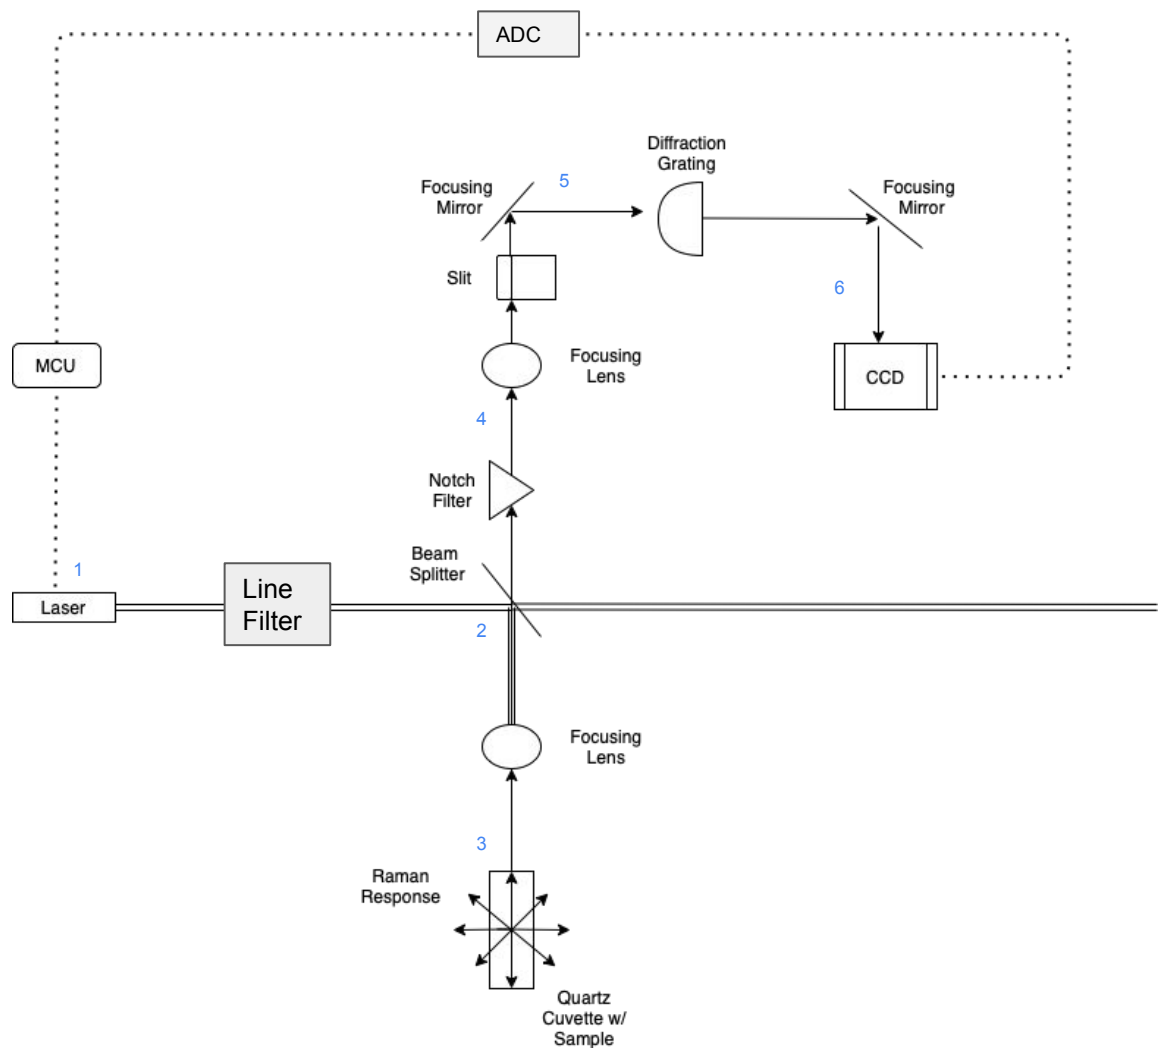 ADC
Diffraction
Grating
5
Focusing
Mirror
Focusing
Mirror
Slit
6
MCU
Focusing
Lens
CCD
4
Notch
Filter
Beam
Splitter
1
Laser
Line
Filter
2
Focusing
Lens
3
Raman
Response
Quartz
Cuvette w/
Sample